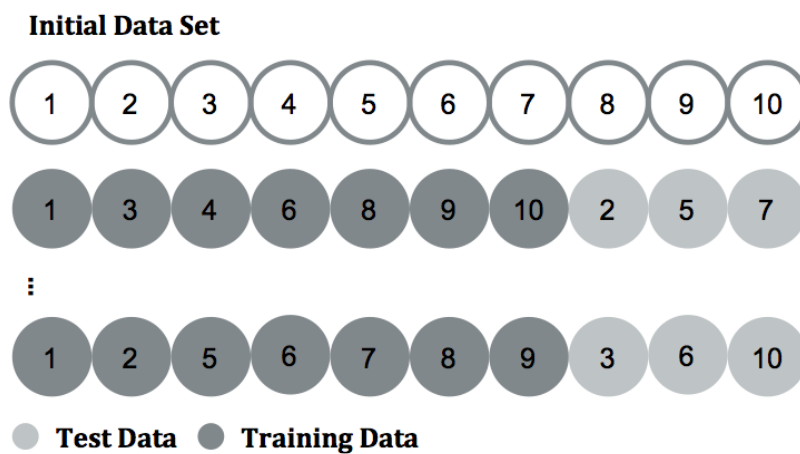 Initial Data Set
1 2 3 4 5 6 7 8 9 10
1 3 4 6 8 9 10 2 5 7
⋮
1 2 5 6 7 8 9 3 6 10
Test Data Training Data